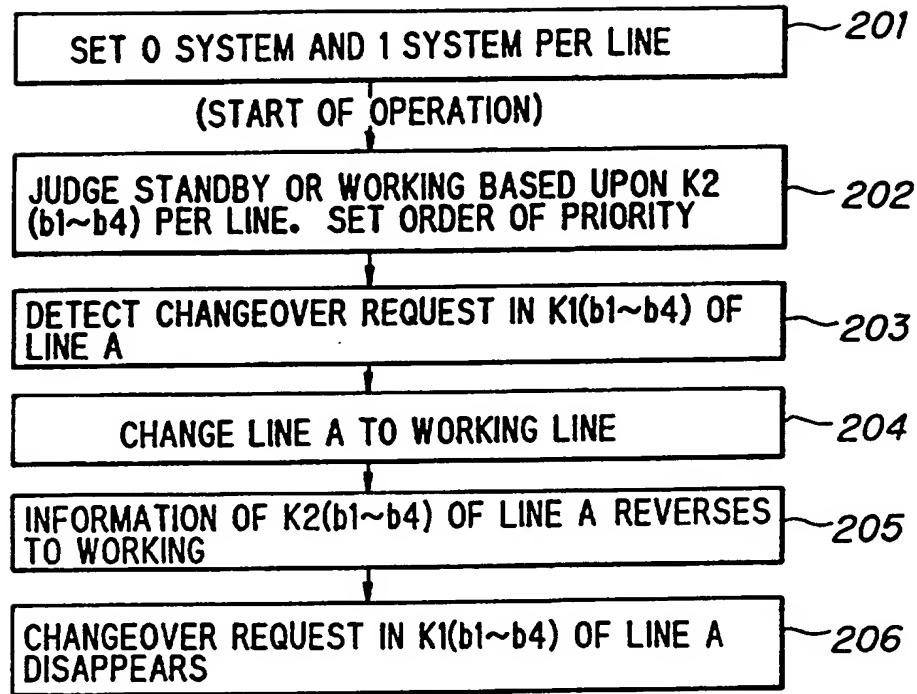 SET 0 SYSTEM AND 1 SYSTEM PER LINE
201
(START OF OPERATION)
JUDGE STANDBY OR WORKING BASED UPON K2
(b1~b4) PER LINE. SET ORDER OF PRIORITY
202
DETECT CHANGEOVER REQUEST IN K1(b1~b4) OF
LINE A
203
CHANGE LINE A TO WORKING LINE
204
INFORMATION OF K2(b1~b4) OF LINE A REVERSES
TO WORKING
205
CHANGEOVER REQUEST IN K1(b1~b4) OF LINE A
DISAPPEARS
206